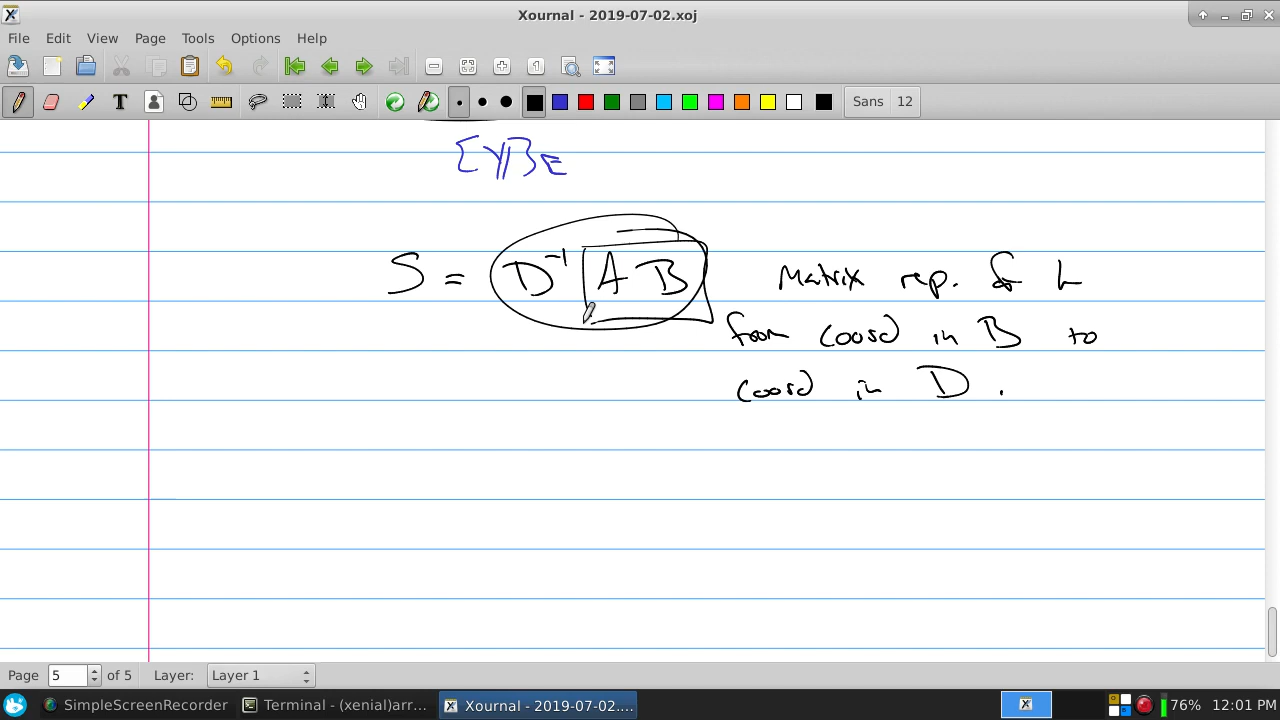 Xournal - 2019-07-02.xoj
File Edit View Page Tools Options Help
Sans 12
[Y]E
S = D⁻¹ A B Matrix rep. of L
from coord in B to
coord in D.
Page 5 of 5 Layer: Layer 1
SimpleScreenRecorder Terminal - (xenial)arr... Xournal - 2019-07-02.... 76% 12:01 PM